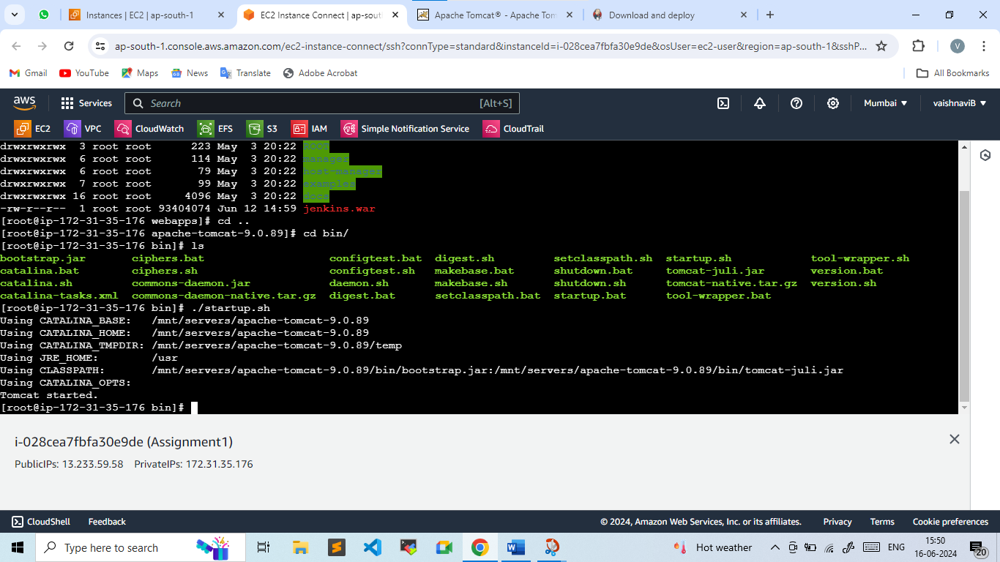 Instances | EC2 | ap-south-1
EC2 Instance Connect | ap-sout
Apache Tomcat® - Apache Tom
Download and deploy
ap-south-1.console.aws.amazon.com/ec2-instance-connect/ssh?connType=standard&instanceId=i-028cea7fbfa30e9de&osUser=ec2-user&region=ap-south-1&sshP...
V
Gmail YouTube Maps News Translate Adobe Acrobat All Bookmarks
aws Services Search [Alt+S] Mumbai vaishnaviB
EC2 VPC CloudWatch EFS S3 IAM Simple Notification Service CloudTrail
drwxrwxrwx  3 root root      223 May  3 20:22 ROOT
drwxrwxrwx  6 root root      114 May  3 20:22 manager
drwxrwxrwx  6 root root       79 May  3 20:22 host-manager
drwxrwxrwx  7 root root       99 May  3 20:22 examples
drwxrwxrwx 16 root root     4096 May  3 20:22 docs
-rw-r--r--  1 root root 93404074 Jun 12 14:59 jenkins.war
[root@ip-172-31-35-176 webapps]# cd ..
[root@ip-172-31-35-176 apache-tomcat-9.0.89]# cd bin/
[root@ip-172-31-35-176 bin]# ls
bootstrap.jar       ciphers.bat                   configtest.bat  digest.sh         setclasspath.sh  startup.sh            tool-wrapper.sh
catalina.bat        ciphers.sh                    configtest.sh   makebase.bat      shutdown.bat     tomcat-juli.jar       version.bat
catalina.sh         commons-daemon.jar            daemon.sh       makebase.sh       shutdown.sh      tomcat-native.tar.gz  version.sh
catalina-tasks.xml  commons-daemon-native.tar.gz  digest.bat      setclasspath.bat  startup.bat      tool-wrapper.bat
[root@ip-172-31-35-176 bin]# ./startup.sh
Using CATALINA_BASE:   /mnt/servers/apache-tomcat-9.0.89
Using CATALINA_HOME:   /mnt/servers/apache-tomcat-9.0.89
Using CATALINA_TMPDIR: /mnt/servers/apache-tomcat-9.0.89/temp
Using JRE_HOME:        /usr
Using CLASSPATH:       /mnt/servers/apache-tomcat-9.0.89/bin/bootstrap.jar:/mnt/servers/apache-tomcat-9.0.89/bin/tomcat-juli.jar
Using CATALINA_OPTS:
Tomcat started.
[root@ip-172-31-35-176 bin]#
i-028cea7fbfa30e9de (Assignment1)
PublicIPs: 13.233.59.58 PrivateIPs: 172.31.35.176
CloudShell Feedback © 2024, Amazon Web Services, Inc. or its affiliates. Privacy Terms Cookie preferences
Type here to search Hot weather ENG 15:50
16-06-2024 20